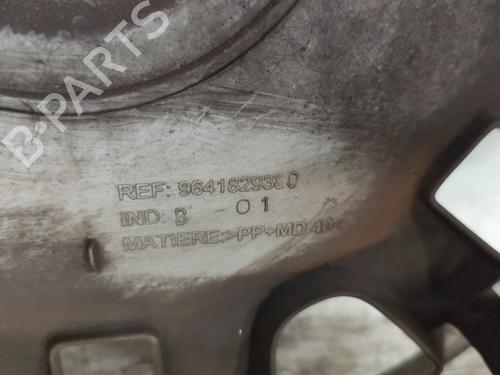 B-PARTS
REF: 9641829380
IND: B - 01
MATIERE:>PP+MD40<